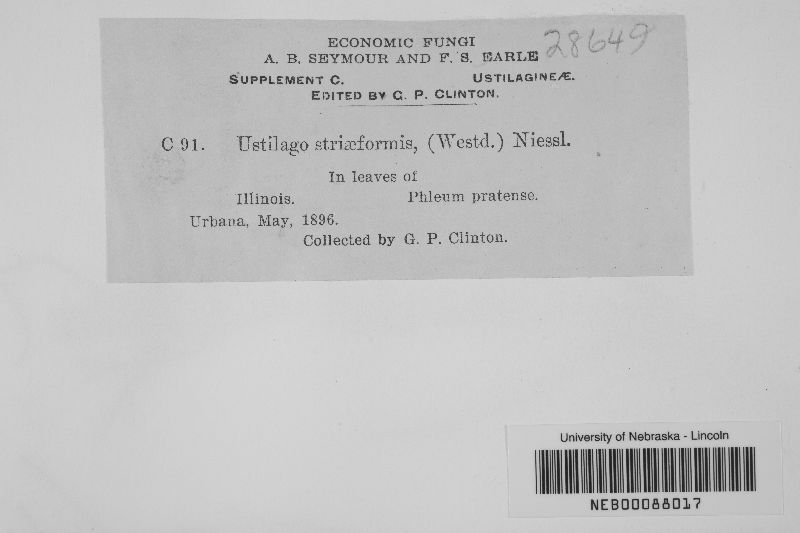 ECONOMIC FUNGI
A. B. SEYMOUR AND F. S. EARLE
28649
SUPPLEMENT C. USTILAGINEÆ.
EDITED BY G. P. CLINTON.
C 91. Ustilago striæformis, (Westd.) Niessl.
In leaves of
Illinois. Phleum pratense.
Urbana, May, 1896.
Collected by G. P. Clinton.
University of Nebraska - Lincoln
NEB00088017